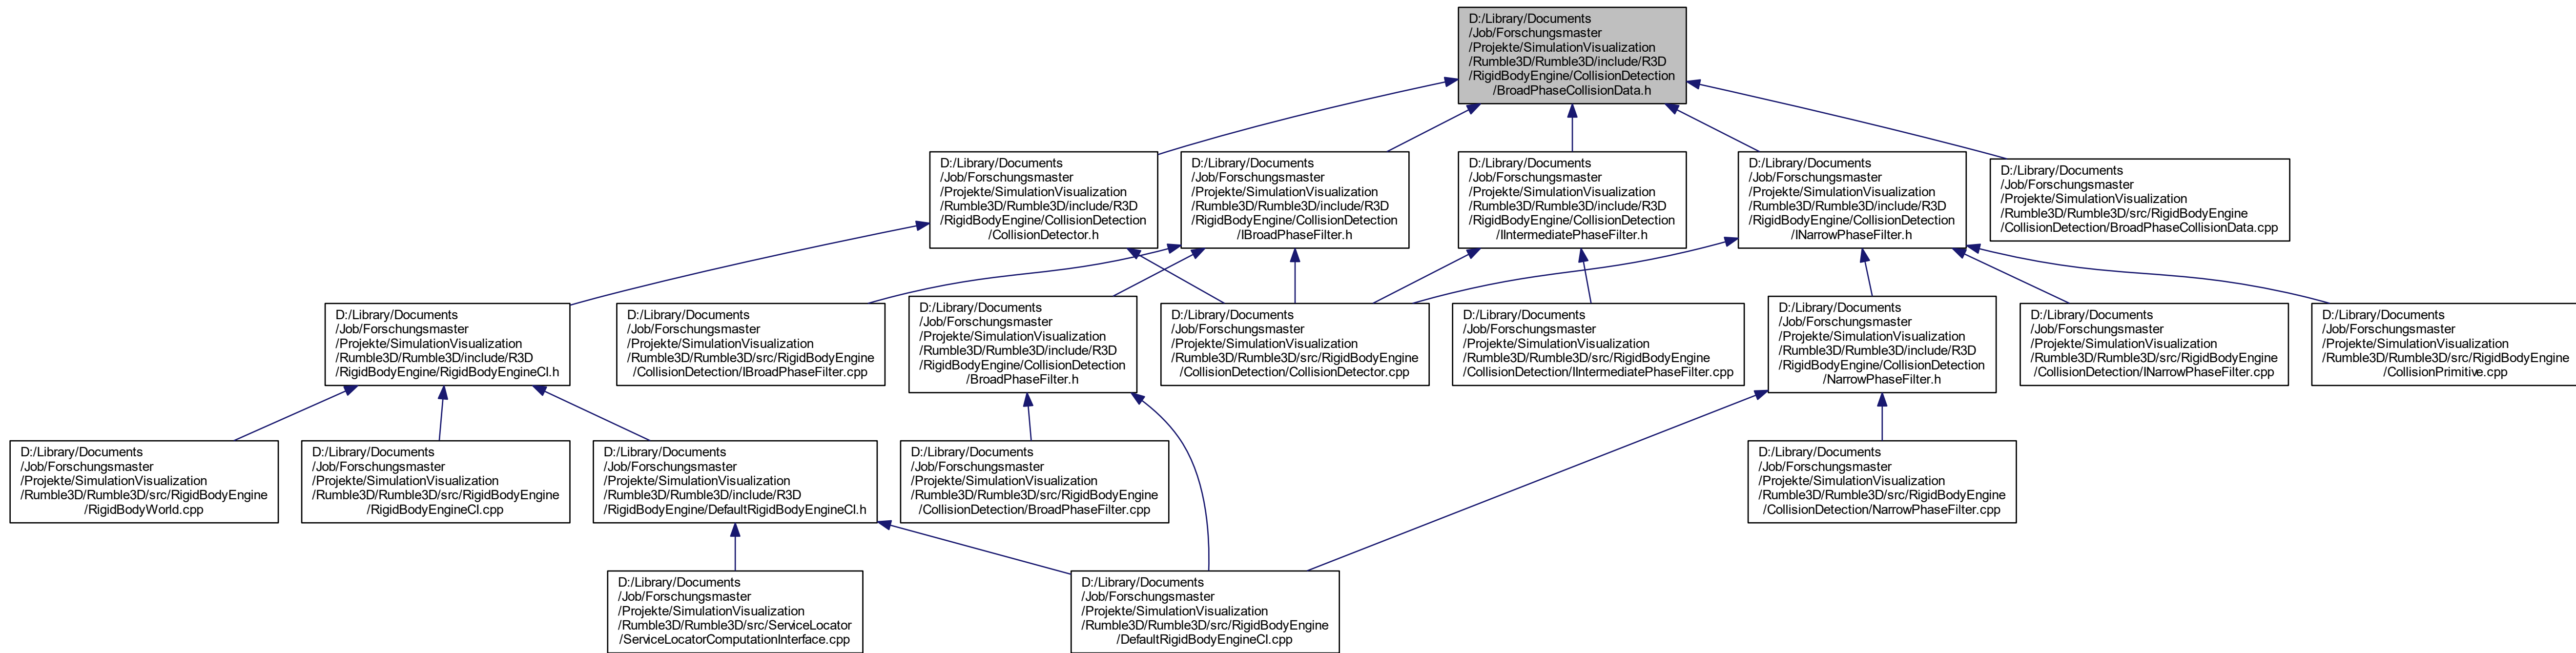 D:/Library/Documents
/Job/Forschungsmaster
/Projekte/SimulationVisualization
/Rumble3D/Rumble3D/include/R3D
/RigidBodyEngine/CollisionDetection
/BroadPhaseCollisionData.h
D:/Library/Documents
/Job/Forschungsmaster
/Projekte/SimulationVisualization
/Rumble3D/Rumble3D/include/R3D
/RigidBodyEngine/CollisionDetection
/CollisionDetector.h
D:/Library/Documents
/Job/Forschungsmaster
/Projekte/SimulationVisualization
/Rumble3D/Rumble3D/include/R3D
/RigidBodyEngine/CollisionDetection
/IBroadPhaseFilter.h
D:/Library/Documents
/Job/Forschungsmaster
/Projekte/SimulationVisualization
/Rumble3D/Rumble3D/include/R3D
/RigidBodyEngine/CollisionDetection
/IIntermediatePhaseFilter.h
D:/Library/Documents
/Job/Forschungsmaster
/Projekte/SimulationVisualization
/Rumble3D/Rumble3D/include/R3D
/RigidBodyEngine/CollisionDetection
/INarrowPhaseFilter.h
D:/Library/Documents
/Job/Forschungsmaster
/Projekte/SimulationVisualization
/Rumble3D/Rumble3D/src/RigidBodyEngine
/CollisionDetection/BroadPhaseCollisionData.cpp
D:/Library/Documents
/Job/Forschungsmaster
/Projekte/SimulationVisualization
/Rumble3D/Rumble3D/include/R3D
/RigidBodyEngine/RigidBodyEngineCI.h
D:/Library/Documents
/Job/Forschungsmaster
/Projekte/SimulationVisualization
/Rumble3D/Rumble3D/src/RigidBodyEngine
/CollisionDetection/IBroadPhaseFilter.cpp
D:/Library/Documents
/Job/Forschungsmaster
/Projekte/SimulationVisualization
/Rumble3D/Rumble3D/include/R3D
/RigidBodyEngine/CollisionDetection
/BroadPhaseFilter.h
D:/Library/Documents
/Job/Forschungsmaster
/Projekte/SimulationVisualization
/Rumble3D/Rumble3D/src/RigidBodyEngine
/CollisionDetection/CollisionDetector.cpp
D:/Library/Documents
/Job/Forschungsmaster
/Projekte/SimulationVisualization
/Rumble3D/Rumble3D/src/RigidBodyEngine
/CollisionDetection/IIntermediatePhaseFilter.cpp
D:/Library/Documents
/Job/Forschungsmaster
/Projekte/SimulationVisualization
/Rumble3D/Rumble3D/include/R3D
/RigidBodyEngine/CollisionDetection
/NarrowPhaseFilter.h
D:/Library/Documents
/Job/Forschungsmaster
/Projekte/SimulationVisualization
/Rumble3D/Rumble3D/src/RigidBodyEngine
/CollisionDetection/INarrowPhaseFilter.cpp
D:/Library/Documents
/Job/Forschungsmaster
/Projekte/SimulationVisualization
/Rumble3D/Rumble3D/src/RigidBodyEngine
/CollisionPrimitive.cpp
D:/Library/Documents
/Job/Forschungsmaster
/Projekte/SimulationVisualization
/Rumble3D/Rumble3D/src/RigidBodyEngine
/RigidBodyWorld.cpp
D:/Library/Documents
/Job/Forschungsmaster
/Projekte/SimulationVisualization
/Rumble3D/Rumble3D/src/RigidBodyEngine
/RigidBodyEngineCI.cpp
D:/Library/Documents
/Job/Forschungsmaster
/Projekte/SimulationVisualization
/Rumble3D/Rumble3D/include/R3D
/RigidBodyEngine/DefaultRigidBodyEngineCI.h
D:/Library/Documents
/Job/Forschungsmaster
/Projekte/SimulationVisualization
/Rumble3D/Rumble3D/src/RigidBodyEngine
/CollisionDetection/BroadPhaseFilter.cpp
D:/Library/Documents
/Job/Forschungsmaster
/Projekte/SimulationVisualization
/Rumble3D/Rumble3D/src/RigidBodyEngine
/CollisionDetection/NarrowPhaseFilter.cpp
D:/Library/Documents
/Job/Forschungsmaster
/Projekte/SimulationVisualization
/Rumble3D/Rumble3D/src/ServiceLocator
/ServiceLocatorComputationInterface.cpp
D:/Library/Documents
/Job/Forschungsmaster
/Projekte/SimulationVisualization
/Rumble3D/Rumble3D/src/RigidBodyEngine
/DefaultRigidBodyEngineCI.cpp